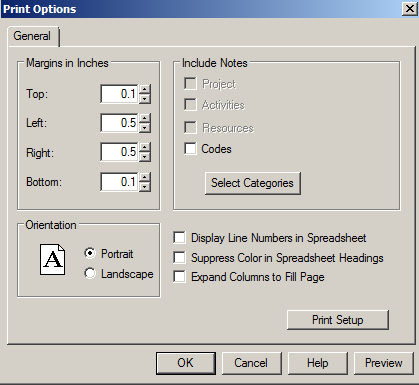 Print Options
General
Margins in Inches
Top: 0.1
Left: 0.5
Right: 0.5
Bottom: 0.1
Include Notes
Project
Activities
Resources
Codes
Select Categories
Orientation
A
Portrait
Landscape
Display Line Numbers in Spreadsheet
Suppress Color in Spreadsheet Headings
Expand Columns to Fill Page
Print Setup
OK Cancel Help Preview